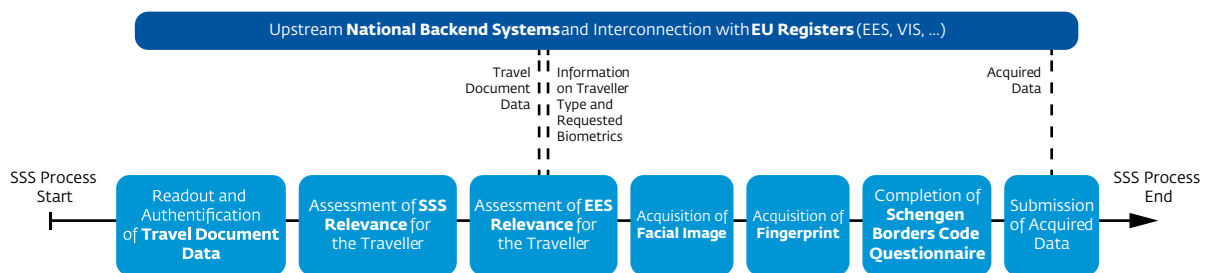 Upstream National Backend Systems and Interconnection with EU Registers (EES, VIS, ...)
Travel
Document
Data
Information
on Traveller
Type and
Requested
Biometrics
Acquired
Data
SSS Process
Start
Readout and
Authentification
of Travel Document
Data
Assessment of SSS
Relevance for
the Traveller
Assessment of EES
Relevance for
the Traveller
Acquisition of
Facial Image
Acquisition of
Fingerprint
Completion of
Schengen
Borders Code
Questionnaire
Submission
of Acquired
Data
SSS Process
End